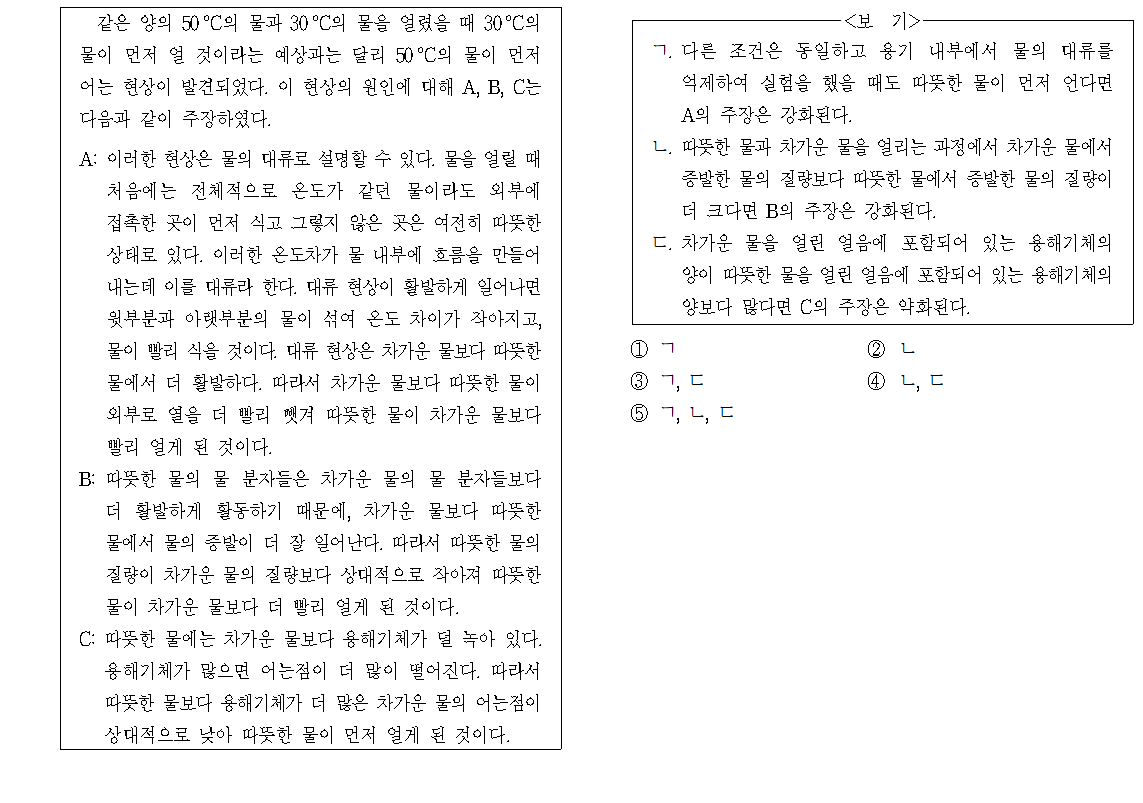 같은 양의 50℃의 물과 30℃의 물을 얼렸을 때 30℃의
물이 먼저 얼 것이라는 예상과는 달리 50℃의 물이 먼저
어는 현상이 발견되었다. 이 현상의 원인에 대해 A, B, C는
다음과 같이 주장하였다.
A: 이러한 현상은 물의 대류로 설명할 수 있다. 물을 얼릴 때
처음에는 전체적으로 온도가 같던 물이라도 외부에
접촉한 곳이 먼저 식고 그렇지 않은 곳은 여전히 따뜻한
상태로 있다. 이러한 온도차가 물 내부에 흐름을 만들어
내는데 이를 대류라 한다. 대류 현상이 활발하게 일어나면
윗부분과 아랫부분의 물이 섞여 온도 차이가 작아지고,
물이 빨리 식을 것이다. 대류 현상은 차가운 물보다 따뜻한
물에서 더 활발하다. 따라서 차가운 물보다 따뜻한 물이
외부로 열을 더 빨리 뺏겨 따뜻한 물이 차가운 물보다
빨리 얼게 된 것이다.
B: 따뜻한 물의 물 분자들은 차가운 물의 물 분자들보다
더 활발하게 활동하기 때문에, 차가운 물보다 따뜻한
물에서 물의 증발이 더 잘 일어난다. 따라서 따뜻한 물의
질량이 차가운 물의 질량보다 상대적으로 작아져 따뜻한
물이 차가운 물보다 더 빨리 얼게 된 것이다.
C: 따뜻한 물에는 차가운 물보다 용해기체가 덜 녹아 있다.
용해기체가 많으면 어는점이 더 많이 떨어진다. 따라서
따뜻한 물보다 용해기체가 더 많은 차가운 물의 어는점이
상대적으로 낮아 따뜻한 물이 먼저 얼게 된 것이다.
<보 기>
ㄱ. 다른 조건은 동일하고 용기 내부에서 물의 대류를
억제하여 실험을 했을 때도 따뜻한 물이 먼저 언다면
A의 주장은 강화된다.
ㄴ. 따뜻한 물과 차가운 물을 얼리는 과정에서 차가운 물에서
증발한 물의 질량보다 따뜻한 물에서 증발한 물의 질량이
더 크다면 B의 주장은 강화된다.
ㄷ. 차가운 물을 얼린 얼음에 포함되어 있는 용해기체의
양이 따뜻한 물을 얼린 얼음에 포함되어 있는 용해기체의
양보다 많다면 C의 주장은 약화된다.
① ㄱ ② ㄴ
③ ㄱ, ㄷ ④ ㄴ, ㄷ
⑤ ㄱ, ㄴ, ㄷ